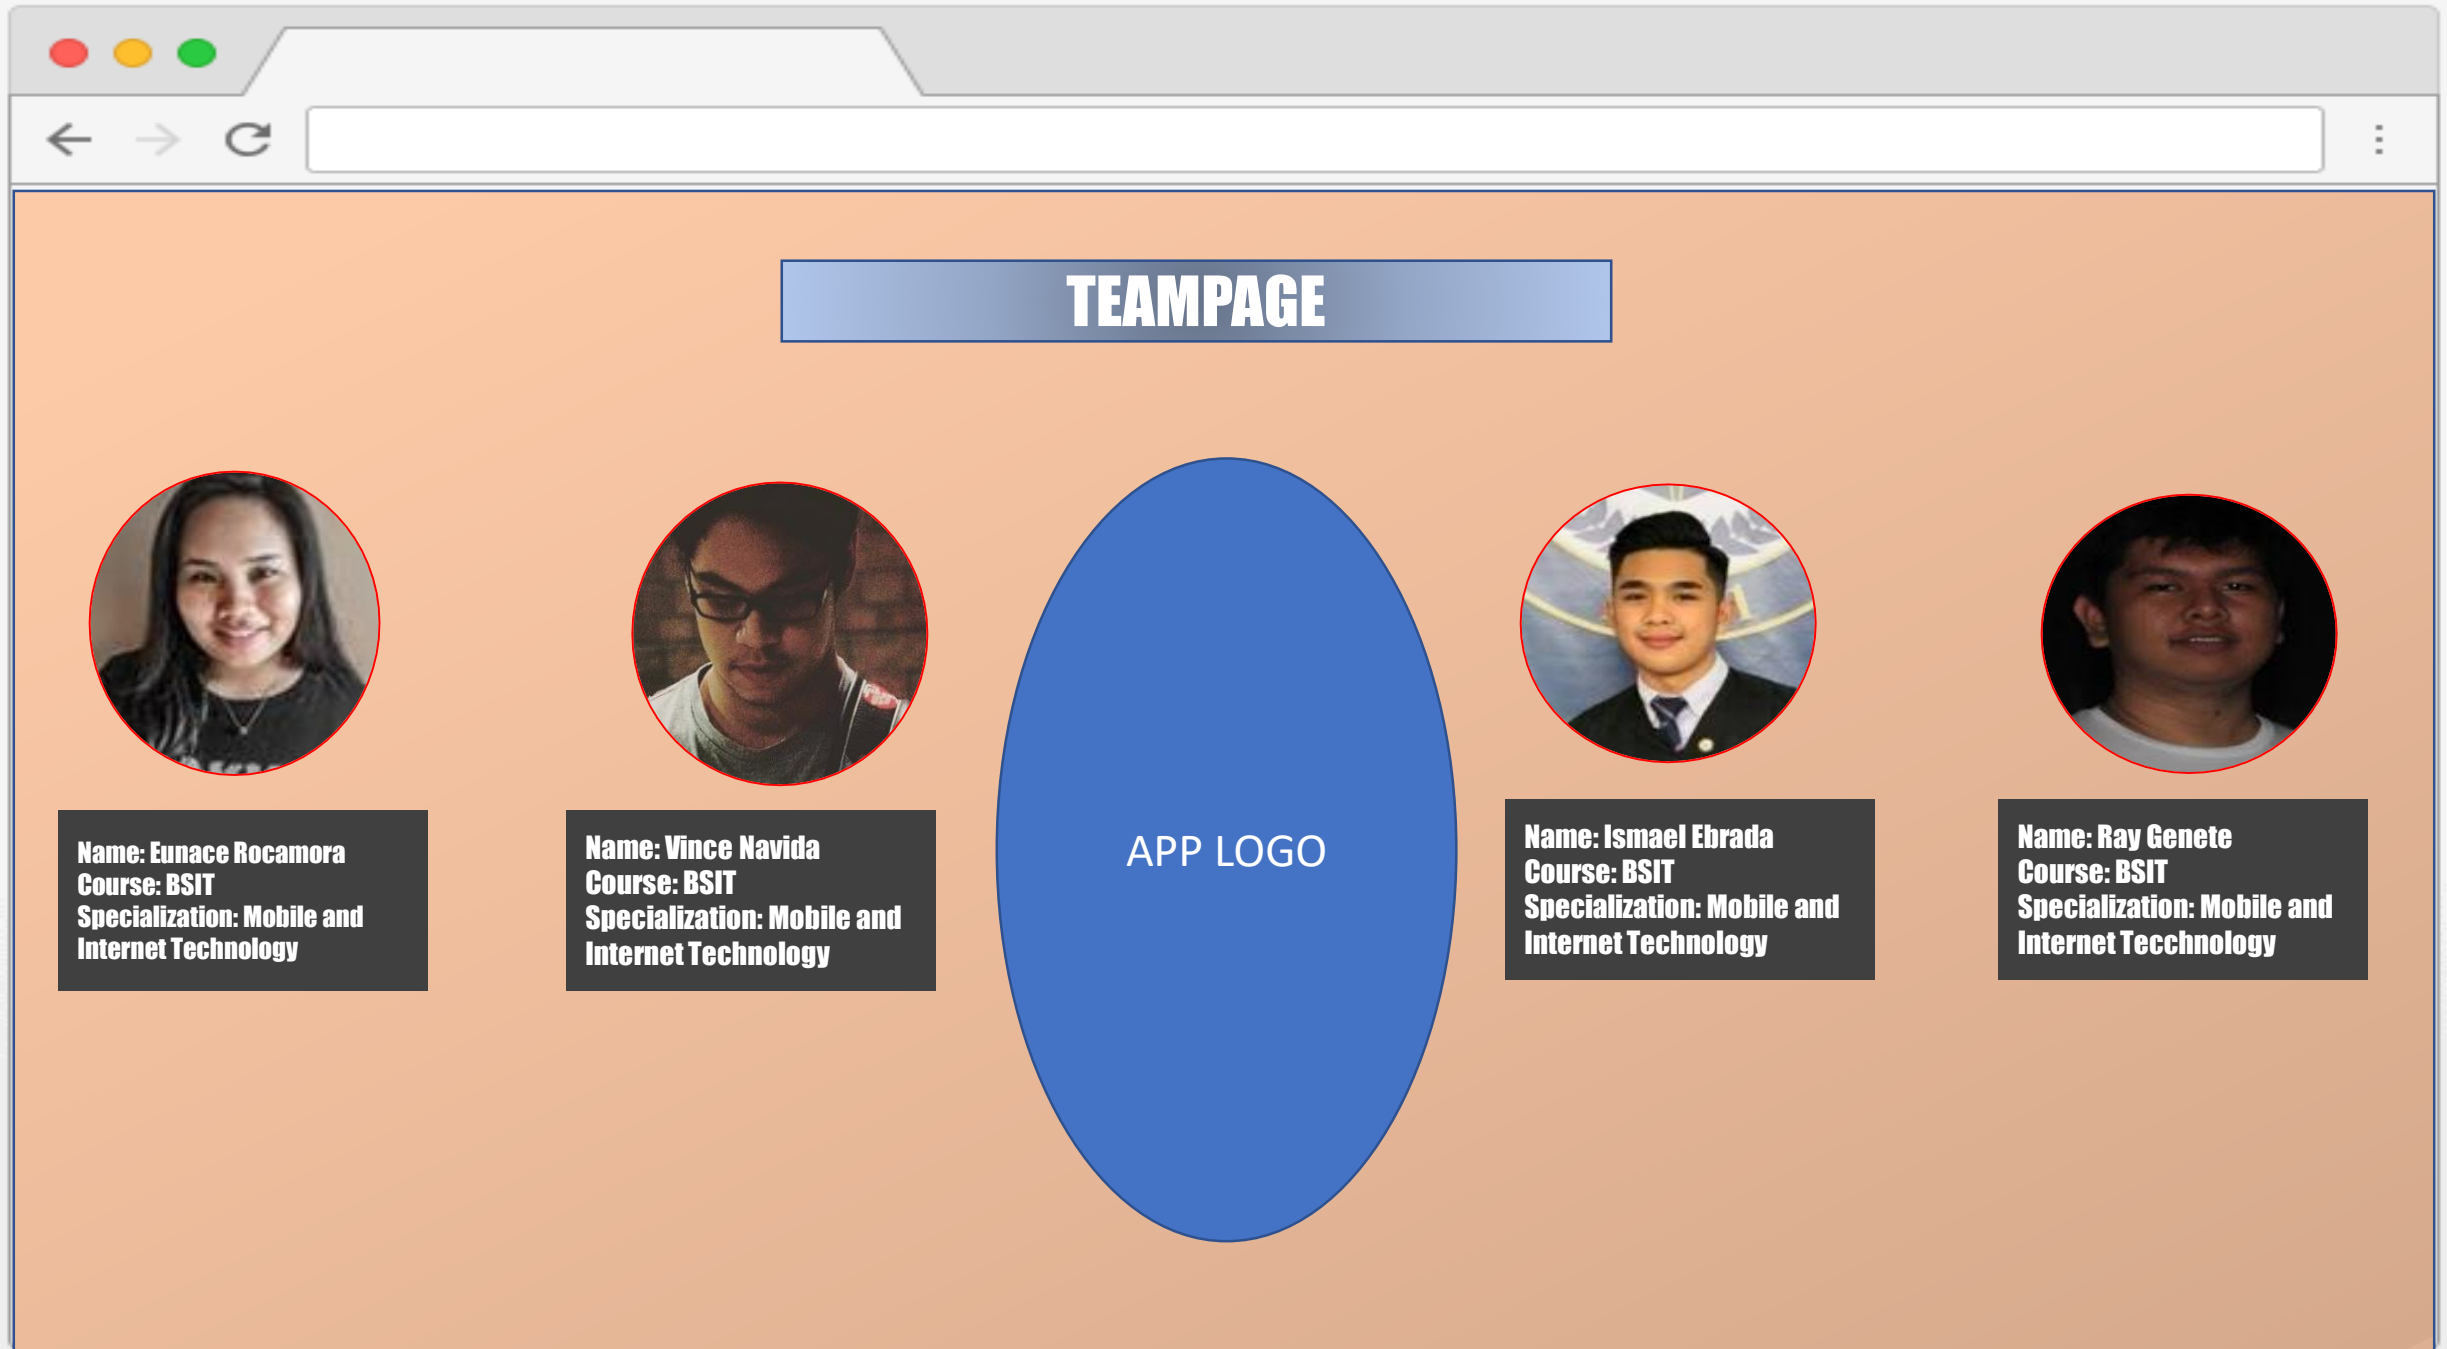 TEAMPAGE
Name: Eunace Rocamora
Course: BSIT
Specialization: Mobile and
Internet Technology
Name: Vince Navida
Course: BSIT
Specialization: Mobile and
Internet Technology
APP LOGO
Name: Ismael Ebrada
Course: BSIT
Specialization: Mobile and
Internet Technology
Name: Ray Genete
Course: BSIT
Specialization: Mobile and
Internet Tecchnology